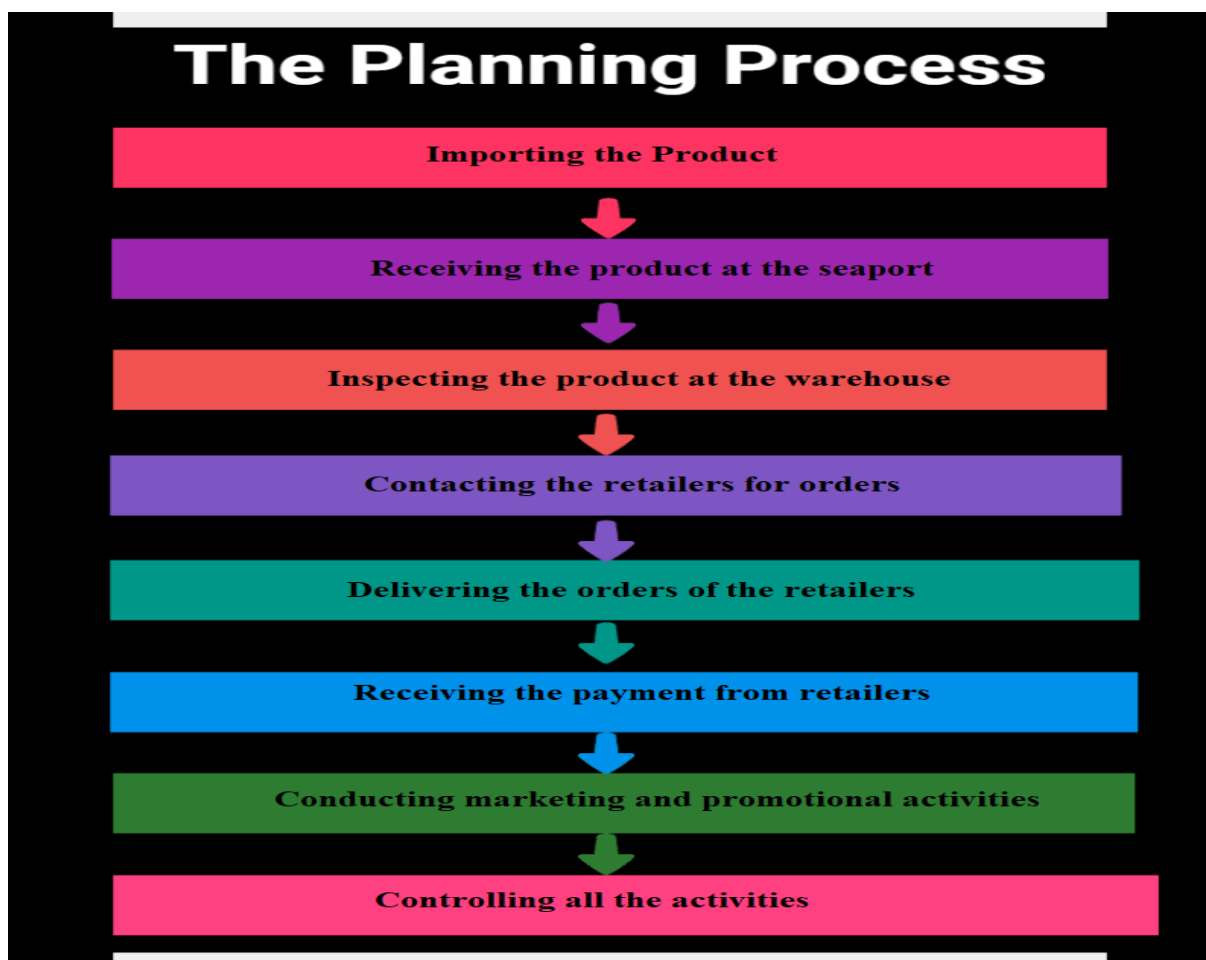 The Planning Process
Importing the Product
Receiving the product at the seaport
Inspecting the product at the warehouse
Contacting the retailers for orders
Delivering the orders of the retailers
Receiving the payment from retailers
Conducting marketing and promotional activities
Controlling all the activities